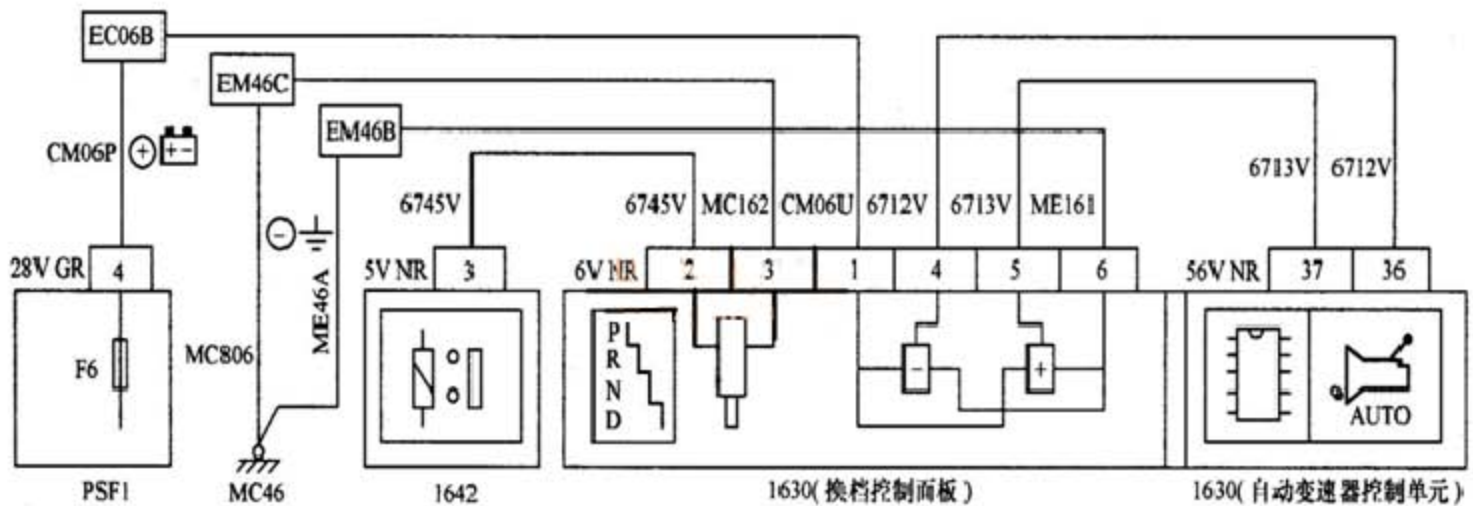 EC06B
EM46C
EM46B
CM06P + + -
6713V 6712V
6745V 6745V MC162 CM06U 6712V 6713V ME161
-
28V GR 4 5V NR 3 6V NR 2 3 1 4 5 6 56V NR 37 36
ME46A
MC806
F6
P
R
N
D
- +
AUTO
PSF1 MC46 1642 1630(换档控制面板) 1630(自动变速器控制单元)